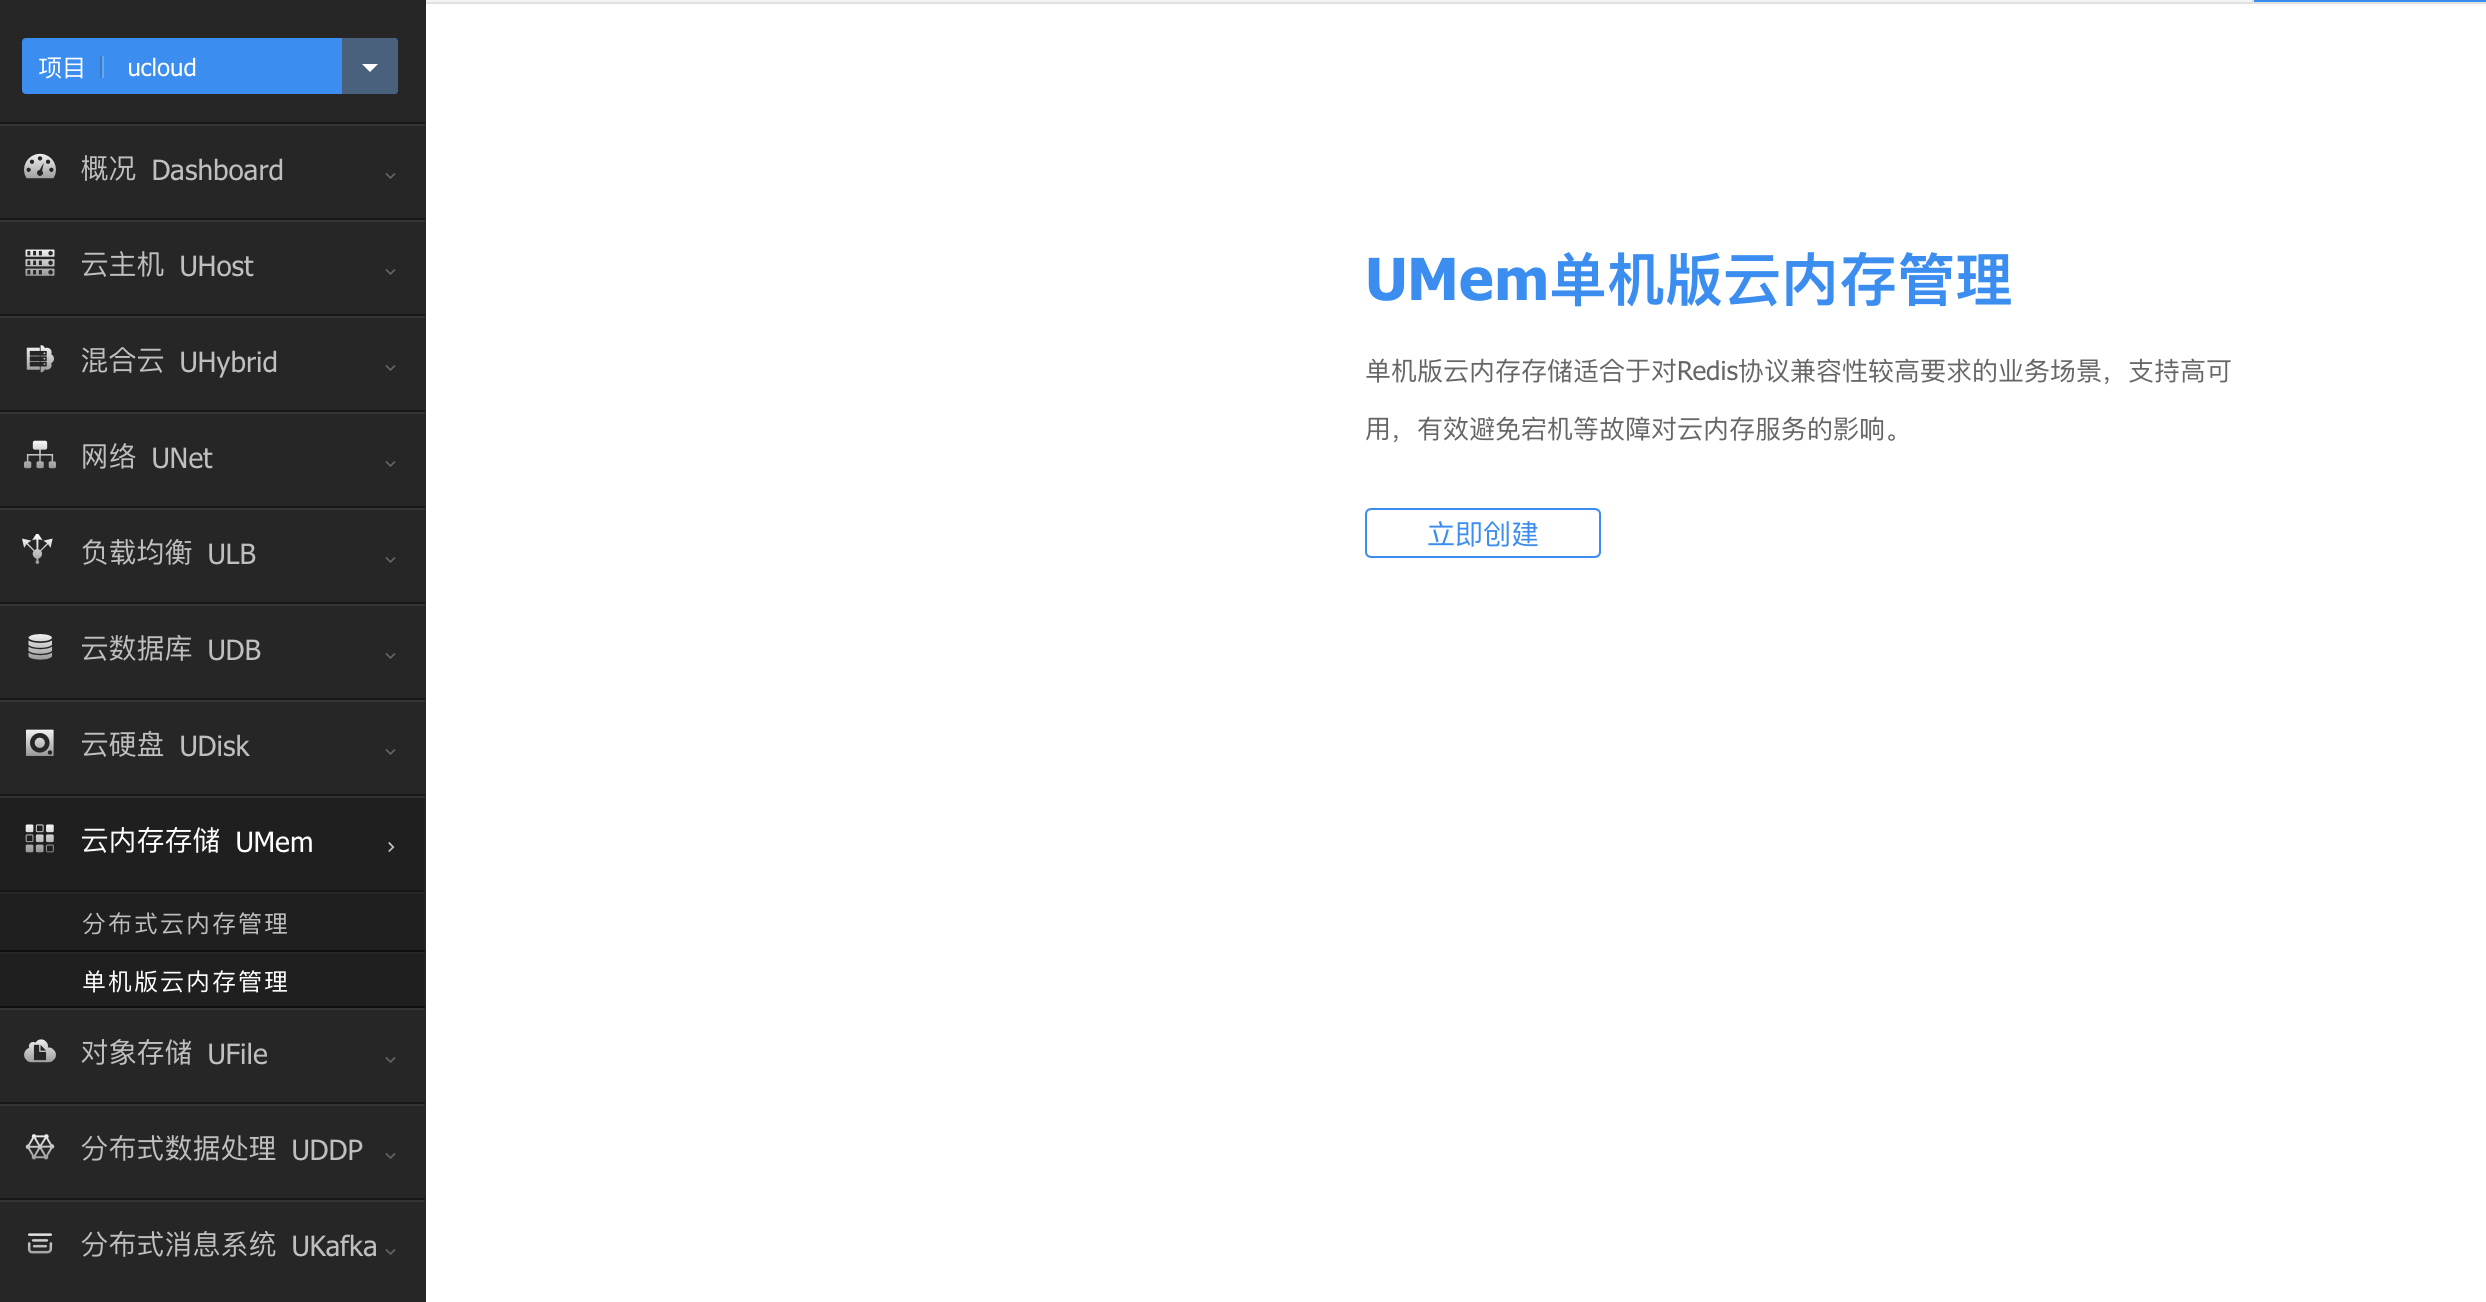 项目 ucloud
概况 Dashboard
云主机 UHost
混合云 UHybrid
网络 UNet
负载均衡 ULB
云数据库 UDB
云硬盘 UDisk
云内存存储 UMem
分布式云内存管理
单机版云内存管理
对象存储 UFile
分布式数据处理 UDDP
分布式消息系统 UKafka
UMem单机版云内存管理
单机版云内存存储适合于对Redis协议兼容性较高要求的业务场景，支持高可
用，有效避免宕机等故障对云内存服务的影响。
立即创建